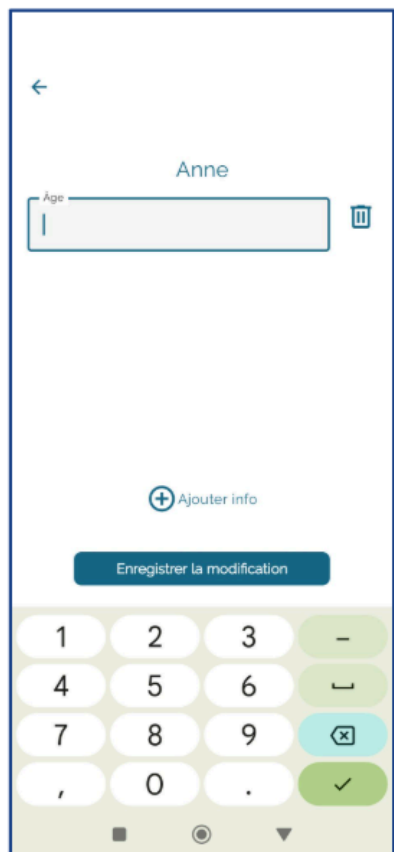 Anne
Âge
Ajouter info
Enregistrer la modification
1 2 3 -
4 5 6
7 8 9
, 0 .